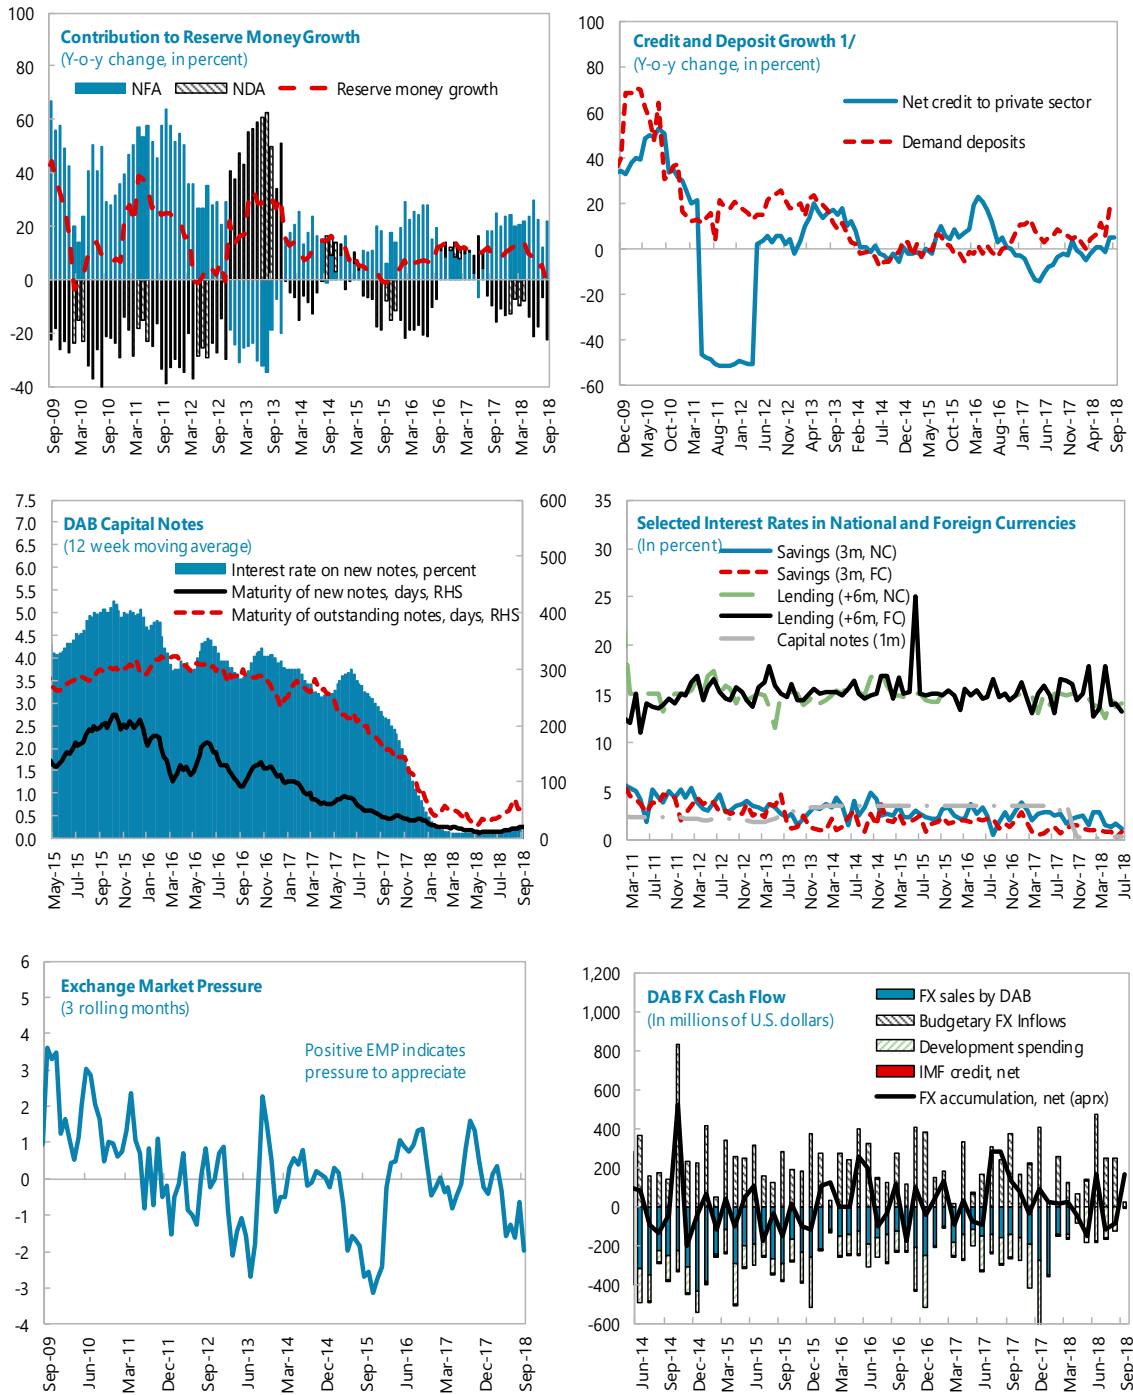 Contribution to Reserve Money Growth
(Y-o-y change, in percent)
NFA NDA Reserve money growth
100
80
60
40
20
0
-20
-40
Sep-09
Mar-10
Sep-10
Mar-11
Sep-11
Mar-12
Sep-12
Mar-13
Sep-13
Mar-14
Sep-14
Mar-15
Sep-15
Mar-16
Sep-16
Mar-17
Sep-17
Mar-18
Sep-18
Credit and Deposit Growth 1/
(Y-o-y change, in percent)
Net credit to private sector
Demand deposits
100
80
60
40
20
0
-20
-40
-60
Dec-09
May-10
Oct-10
Mar-11
Aug-11
Jan-12
Jun-12
Nov-12
Apr-13
Sep-13
Feb-14
Jul-14
Dec-14
May-15
Oct-15
Mar-16
Aug-16
Jan-17
Jun-17
Nov-17
Apr-18
Sep-18
DAB Capital Notes
(12 week moving average)
Interest rate on new notes, percent
Maturity of new notes, days, RHS
Maturity of outstanding notes, days, RHS
7.5
7.0
6.5
6.0
5.5
5.0
4.5
4.0
3.5
3.0
2.5
2.0
1.5
1.0
0.5
0.0
600
500
400
300
200
100
0
May-15
Jul-15
Sep-15
Nov-15
Jan-16
Mar-16
May-16
Jul-16
Sep-16
Nov-16
Jan-17
Mar-17
May-17
Jul-17
Sep-17
Nov-17
Jan-18
Mar-18
May-18
Jul-18
Sep-18
Selected Interest Rates in National and Foreign Currencies
(In percent)
Savings (3m, NC)
Savings (3m, FC)
Lending (+6m, NC)
Lending (+6m, FC)
Capital notes (1m)
35
30
25
20
15
10
5
0
Mar-11
Jul-11
Nov-11
Mar-12
Jul-12
Nov-12
Mar-13
Jul-13
Nov-13
Mar-14
Jul-14
Nov-14
Mar-15
Jul-15
Nov-15
Mar-16
Jul-16
Nov-16
Mar-17
Jul-17
Nov-17
Mar-18
Jul-18
Exchange Market Pressure
(3 rolling months)
Positive EMP indicates
pressure to appreciate
6
5
4
3
2
1
0
-1
-2
-3
-4
Sep-09
Jun-10
Mar-11
Dec-11
Sep-12
Jun-13
Mar-14
Dec-14
Sep-15
Jun-16
Mar-17
Dec-17
Sep-18
DAB FX Cash Flow
(In millions of U.S. dollars)
FX sales by DAB
Budgetary FX Inflows
Development spending
IMF credit, net
FX accumulation, net (aprx)
1,200
1,000
800
600
400
200
0
-200
-400
-600
Jun-14
Sep-14
Dec-14
Mar-15
Jun-15
Sep-15
Dec-15
Mar-16
Jun-16
Sep-16
Dec-16
Mar-17
Jun-17
Sep-17
Dec-17
Mar-18
Jun-18
Sep-18